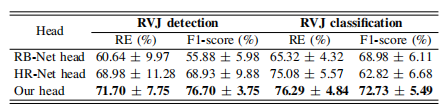 Head RVJ detection RVJ classification
RE (%) F1-score (%) RE (%) F1-score (%)
RB-Net head 60.64 ± 9.97 55.88 ± 5.98 65.32 ± 4.32 68.98 ± 6.11
HR-Net head 68.98 ± 11.28 68.93 ± 9.88 75.08 ± 5.57 62.82 ± 6.68
Our head 71.70 ± 7.75 76.70 ± 3.75 76.29 ± 4.84 72.73 ± 5.49